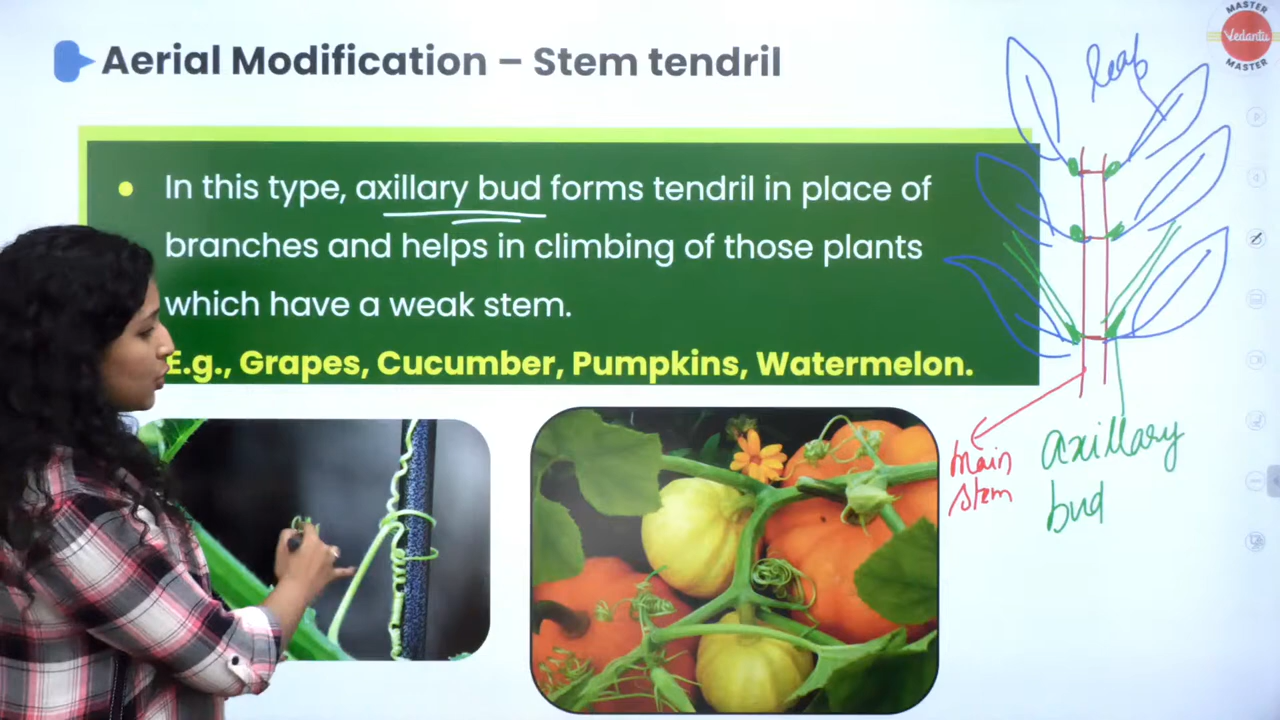 Aerial Modification – Stem tendril
In this type, axillary bud forms tendril in place of
branches and helps in climbing of those plants
which have a weak stem.
E.g., Grapes, Cucumber, Pumpkins, Watermelon.
leaf
main
stem
axillary
bud
MASTER
Vedantu
MASTER